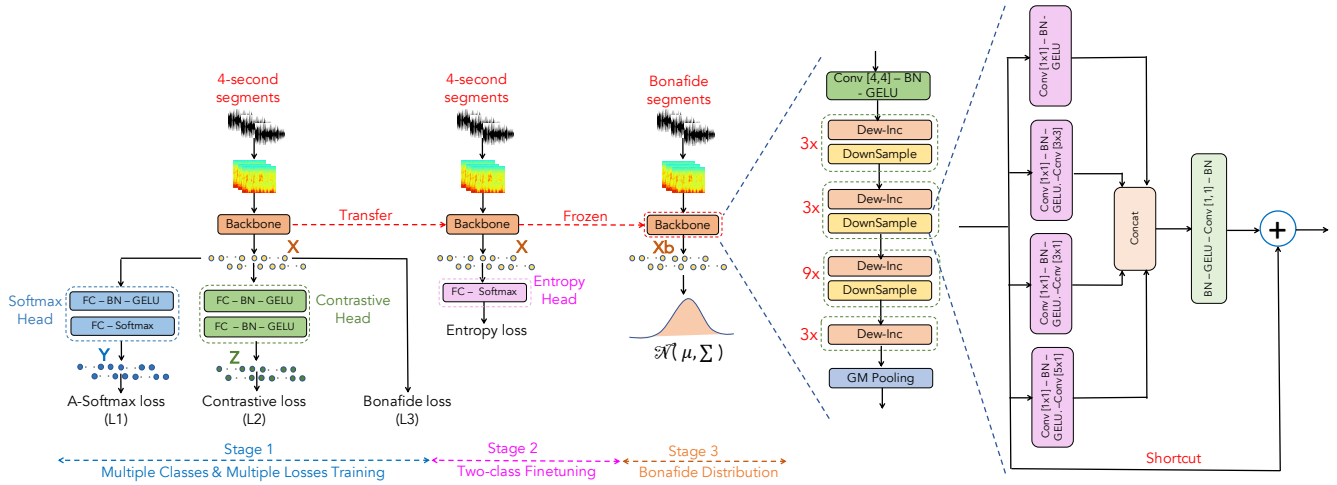 4-second
segments
Backbone
Transfer
X
Softmax
Head
FC – BN – GELU
FC – Softmax
Y
A-Softmax loss
(L1)
FC – BN – GELU
FC – BN – GELU
Contrastive
Head
Z
Contrastive loss
(L2)
Bonafide loss
(L3)
4-second
segments
Backbone
Frozen
X
FC – Softmax
Entropy
Head
Entropy loss
Bonafide
segments
Backbone
Xb
𝒩( μ, Σ )
Stage 1
Multiple Classes & Multiple Losses Training
Stage 2
Two-class Finetuning
Stage 3
Bonafide Distribution
Conv [4,4] – BN
- GELU
3x
Dew-Inc
DownSample
3x
Dew-Inc
DownSample
9x
Dew-Inc
DownSample
3x
Dew-Inc
GM Pooling
Conv [1x1] – BN -
GELU
Conv [1x1] – BN –
GELU. –Ccnv [3x3]
Conv [1x1] – BN –
GELU. –Ccnv [3x1]
Conv [1x1] – BN –
GELU. –Conv [5x1]
Concat
BN – GELU – Conv [1,1] – BN
+
Shortcut